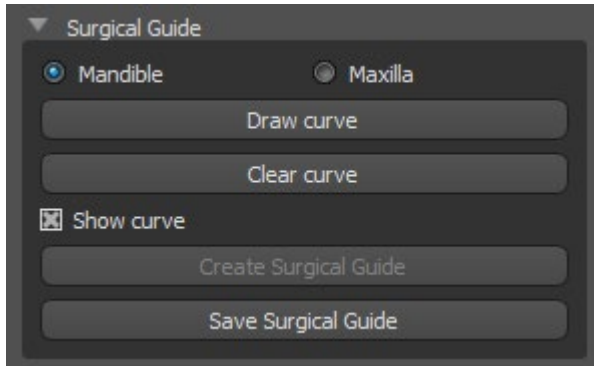 Surgical Guide
Mandible Maxilla
Draw curve
Clear curve
Show curve
Create Surgical Guide
Save Surgical Guide